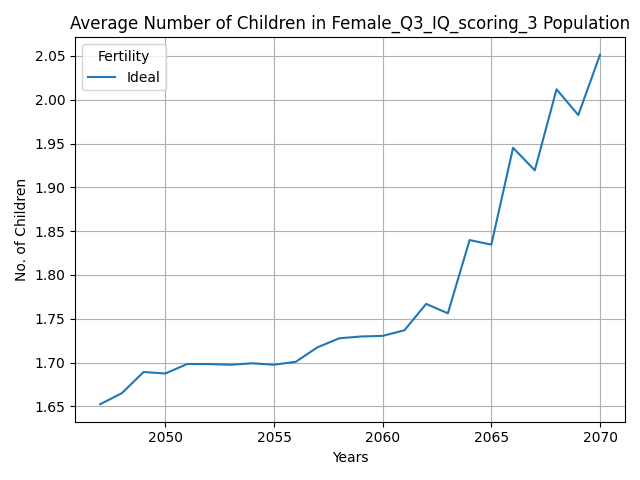 Average Number of Children in Female_Q3_IQ_scoring_3 Population
Fertility
Ideal
2.05
2.00
1.95
1.90
1.85
1.80
1.75
1.70
1.65
No. of Children
2050
2055
2060
2065
2070
Years